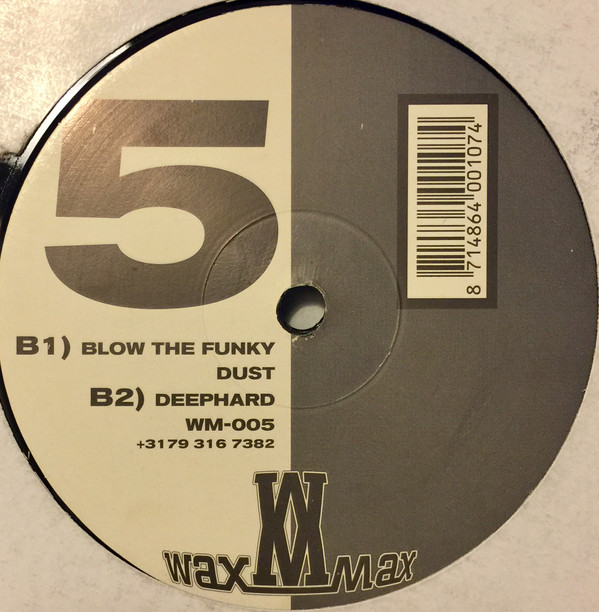 5
8 714864 001074
B1) BLOW THE FUNKY
DUST
B2) DEEPHARD
WM-005
+3179 316 7382
WM
wax max